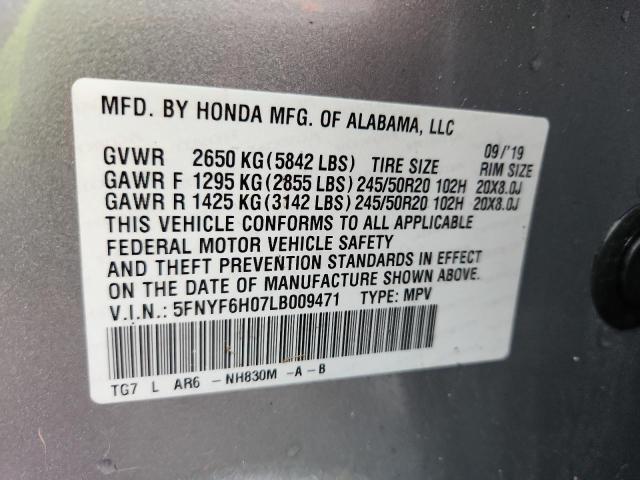 MFD. BY HONDA MFG. OF ALABAMA, LLC
09/'19
GVWR 2650 KG(5842 LBS) TIRE SIZE RIM SIZE
GAWR F 1295 KG(2855 LBS) 245/50R20 102H 20X8.0J
GAWR R 1425 KG(3142 LBS) 245/50R20 102H 20X8.0J
THIS VEHICLE CONFORMS TO ALL APPLICABLE
FEDERAL MOTOR VEHICLE SAFETY
AND THEFT PREVENTION STANDARDS IN EFFECT
ON THE DATE OF MANUFACTURE SHOWN ABOVE.
V.I.N.: 5FNYF6H07LB009471 TYPE: MPV
TG7 L AR6 -NH830M -A-B